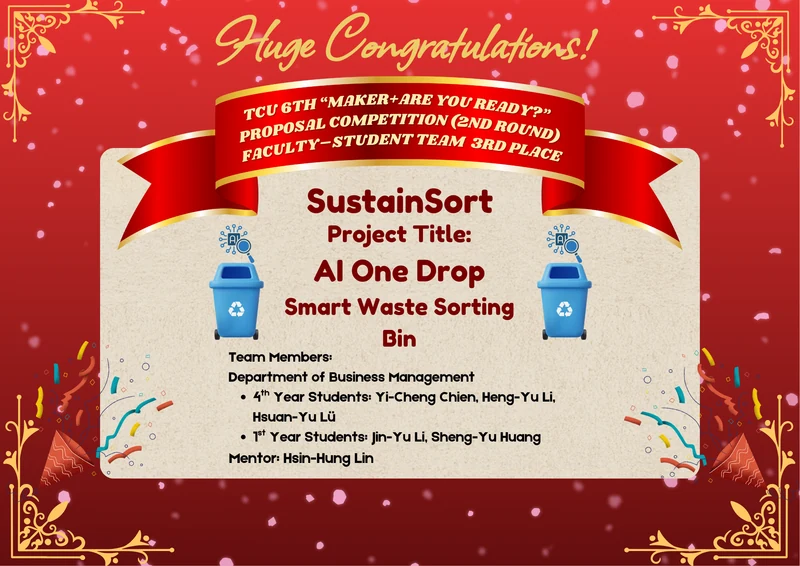 Huge Congratulations!
TCU 6TH “MAKER+ARE YOU READY?”
PROPOSAL COMPETITION (2ND ROUND)
FACULTY–STUDENT TEAM 3RD PLACE
SustainSort
Project Title:
AI One Drop
Smart Waste Sorting
Bin
Team Members:
Department of Business Management
• 4th Year Students: Yi-Cheng Chien, Heng-Yu Li,
Hsuan-Yu Lü
• 1st Year Students: Jin-Yu Li, Sheng-Yu Huang
Mentor: Hsin-Hung Lin